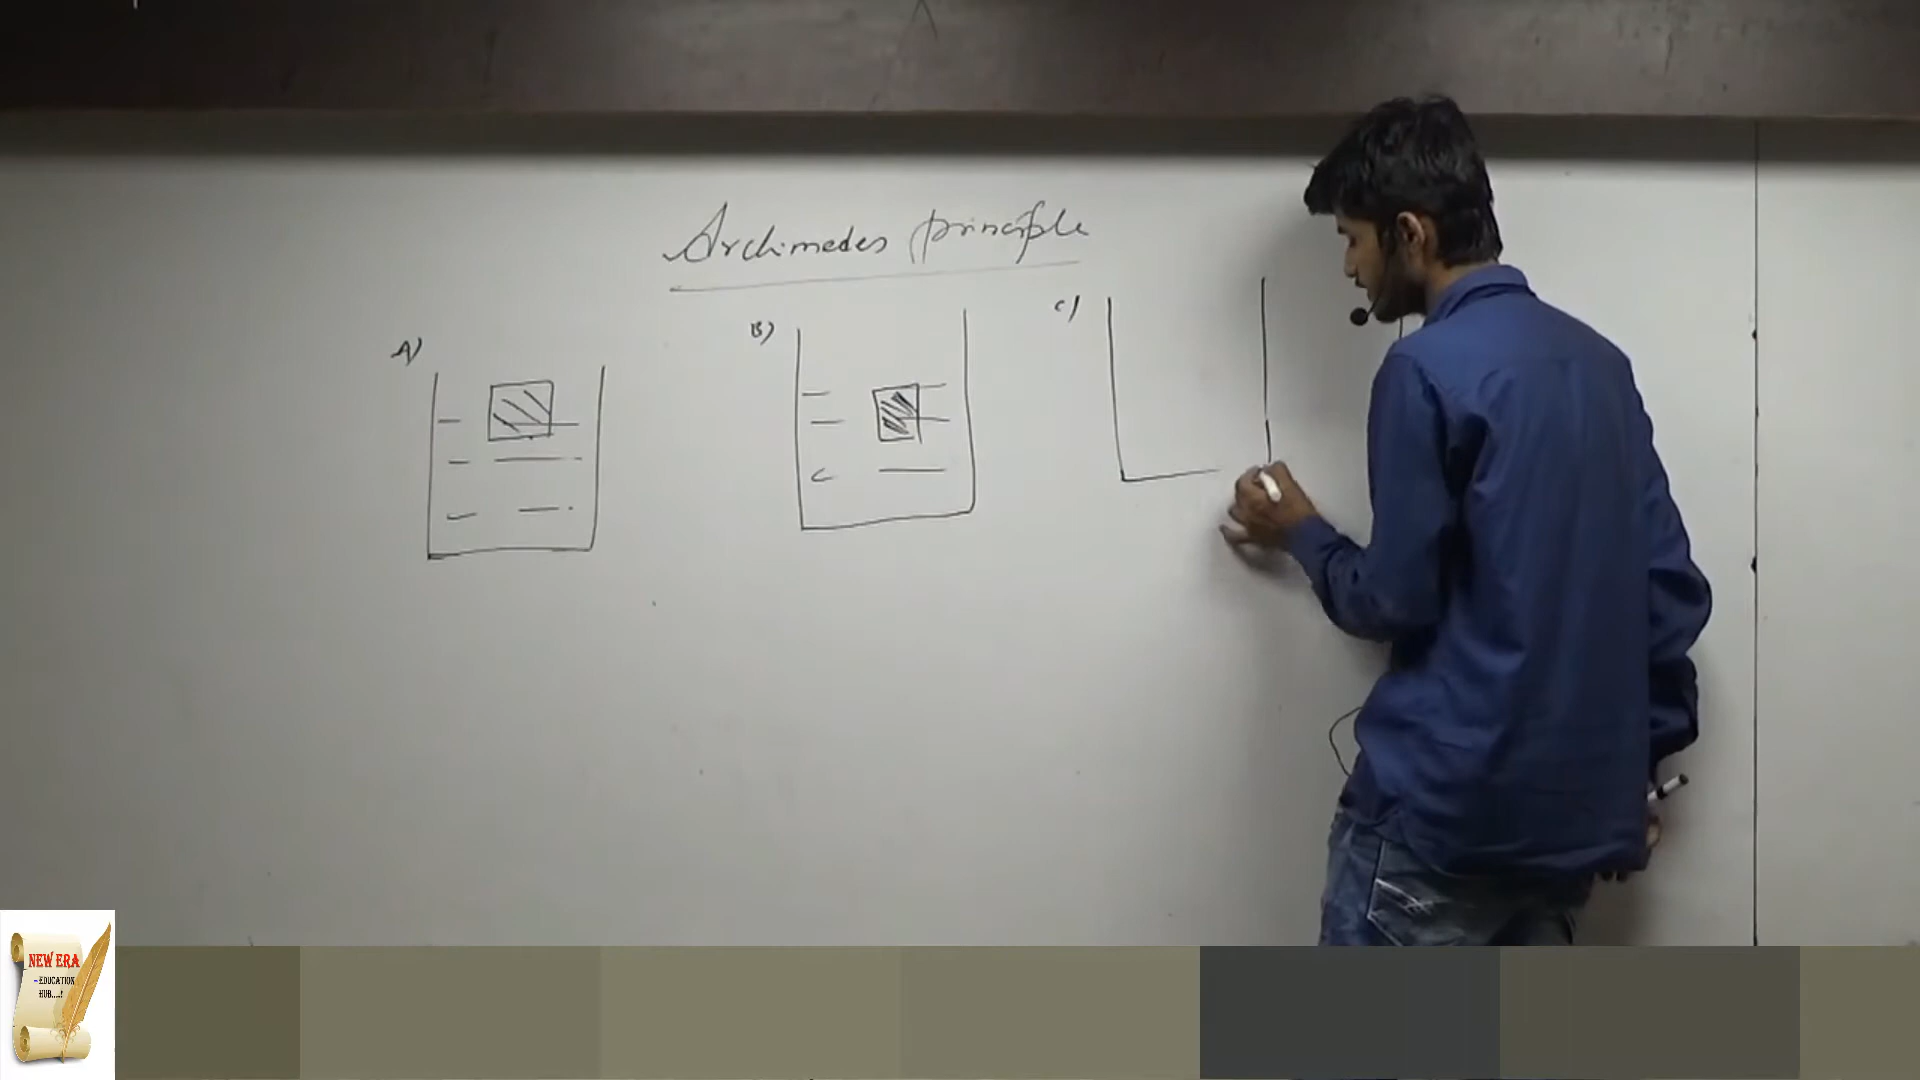 Archimedes principle
A)
B)
C)
NEW ERA
- EDUCATION
HUB....!